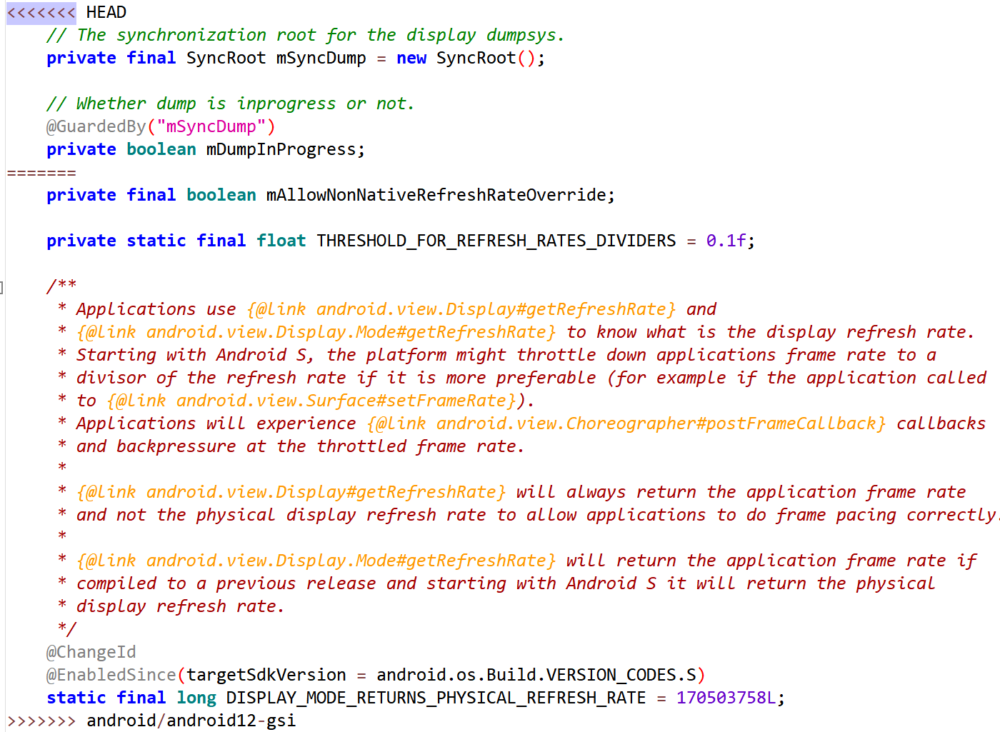 <<<<<<< HEAD
// The synchronization root for the display dumpsys.
private final SyncRoot mSyncDump = new SyncRoot();
// Whether dump is inprogress or not.
@GuardedBy("mSyncDump")
private boolean mDumpInProgress;
=======
private final boolean mAllowNonNativeRefreshRateOverride;
private static final float THRESHOLD_FOR_REFRESH_RATES_DIVIDERS = 0.1f;
/**
* Applications use {@link android.view.Display#getRefreshRate} and
* {@link android.view.Display.Mode#getRefreshRate} to know what is the display refresh rate.
* Starting with Android S, the platform might throttle down applications frame rate to a
* divisor of the refresh rate if it is more preferable (for example if the application called
* to {@link android.view.Surface#setFrameRate}).
* Applications will experience {@link android.view.Choreographer#postFrameCallback} callbacks
* and backpressure at the throttled frame rate.
*
* {@link android.view.Display#getRefreshRate} will always return the application frame rate
* and not the physical display refresh rate to allow applications to do frame pacing correctly.
*
* {@link android.view.Display.Mode#getRefreshRate} will return the application frame rate if
* compiled to a previous release and starting with Android S it will return the physical
* display refresh rate.
*/
@ChangeId
@EnabledSince(targetSdkVersion = android.os.Build.VERSION_CODES.S)
static final long DISPLAY_MODE_RETURNS_PHYSICAL_REFRESH_RATE = 170503758L;
>>>>>>> android/android12-gsi